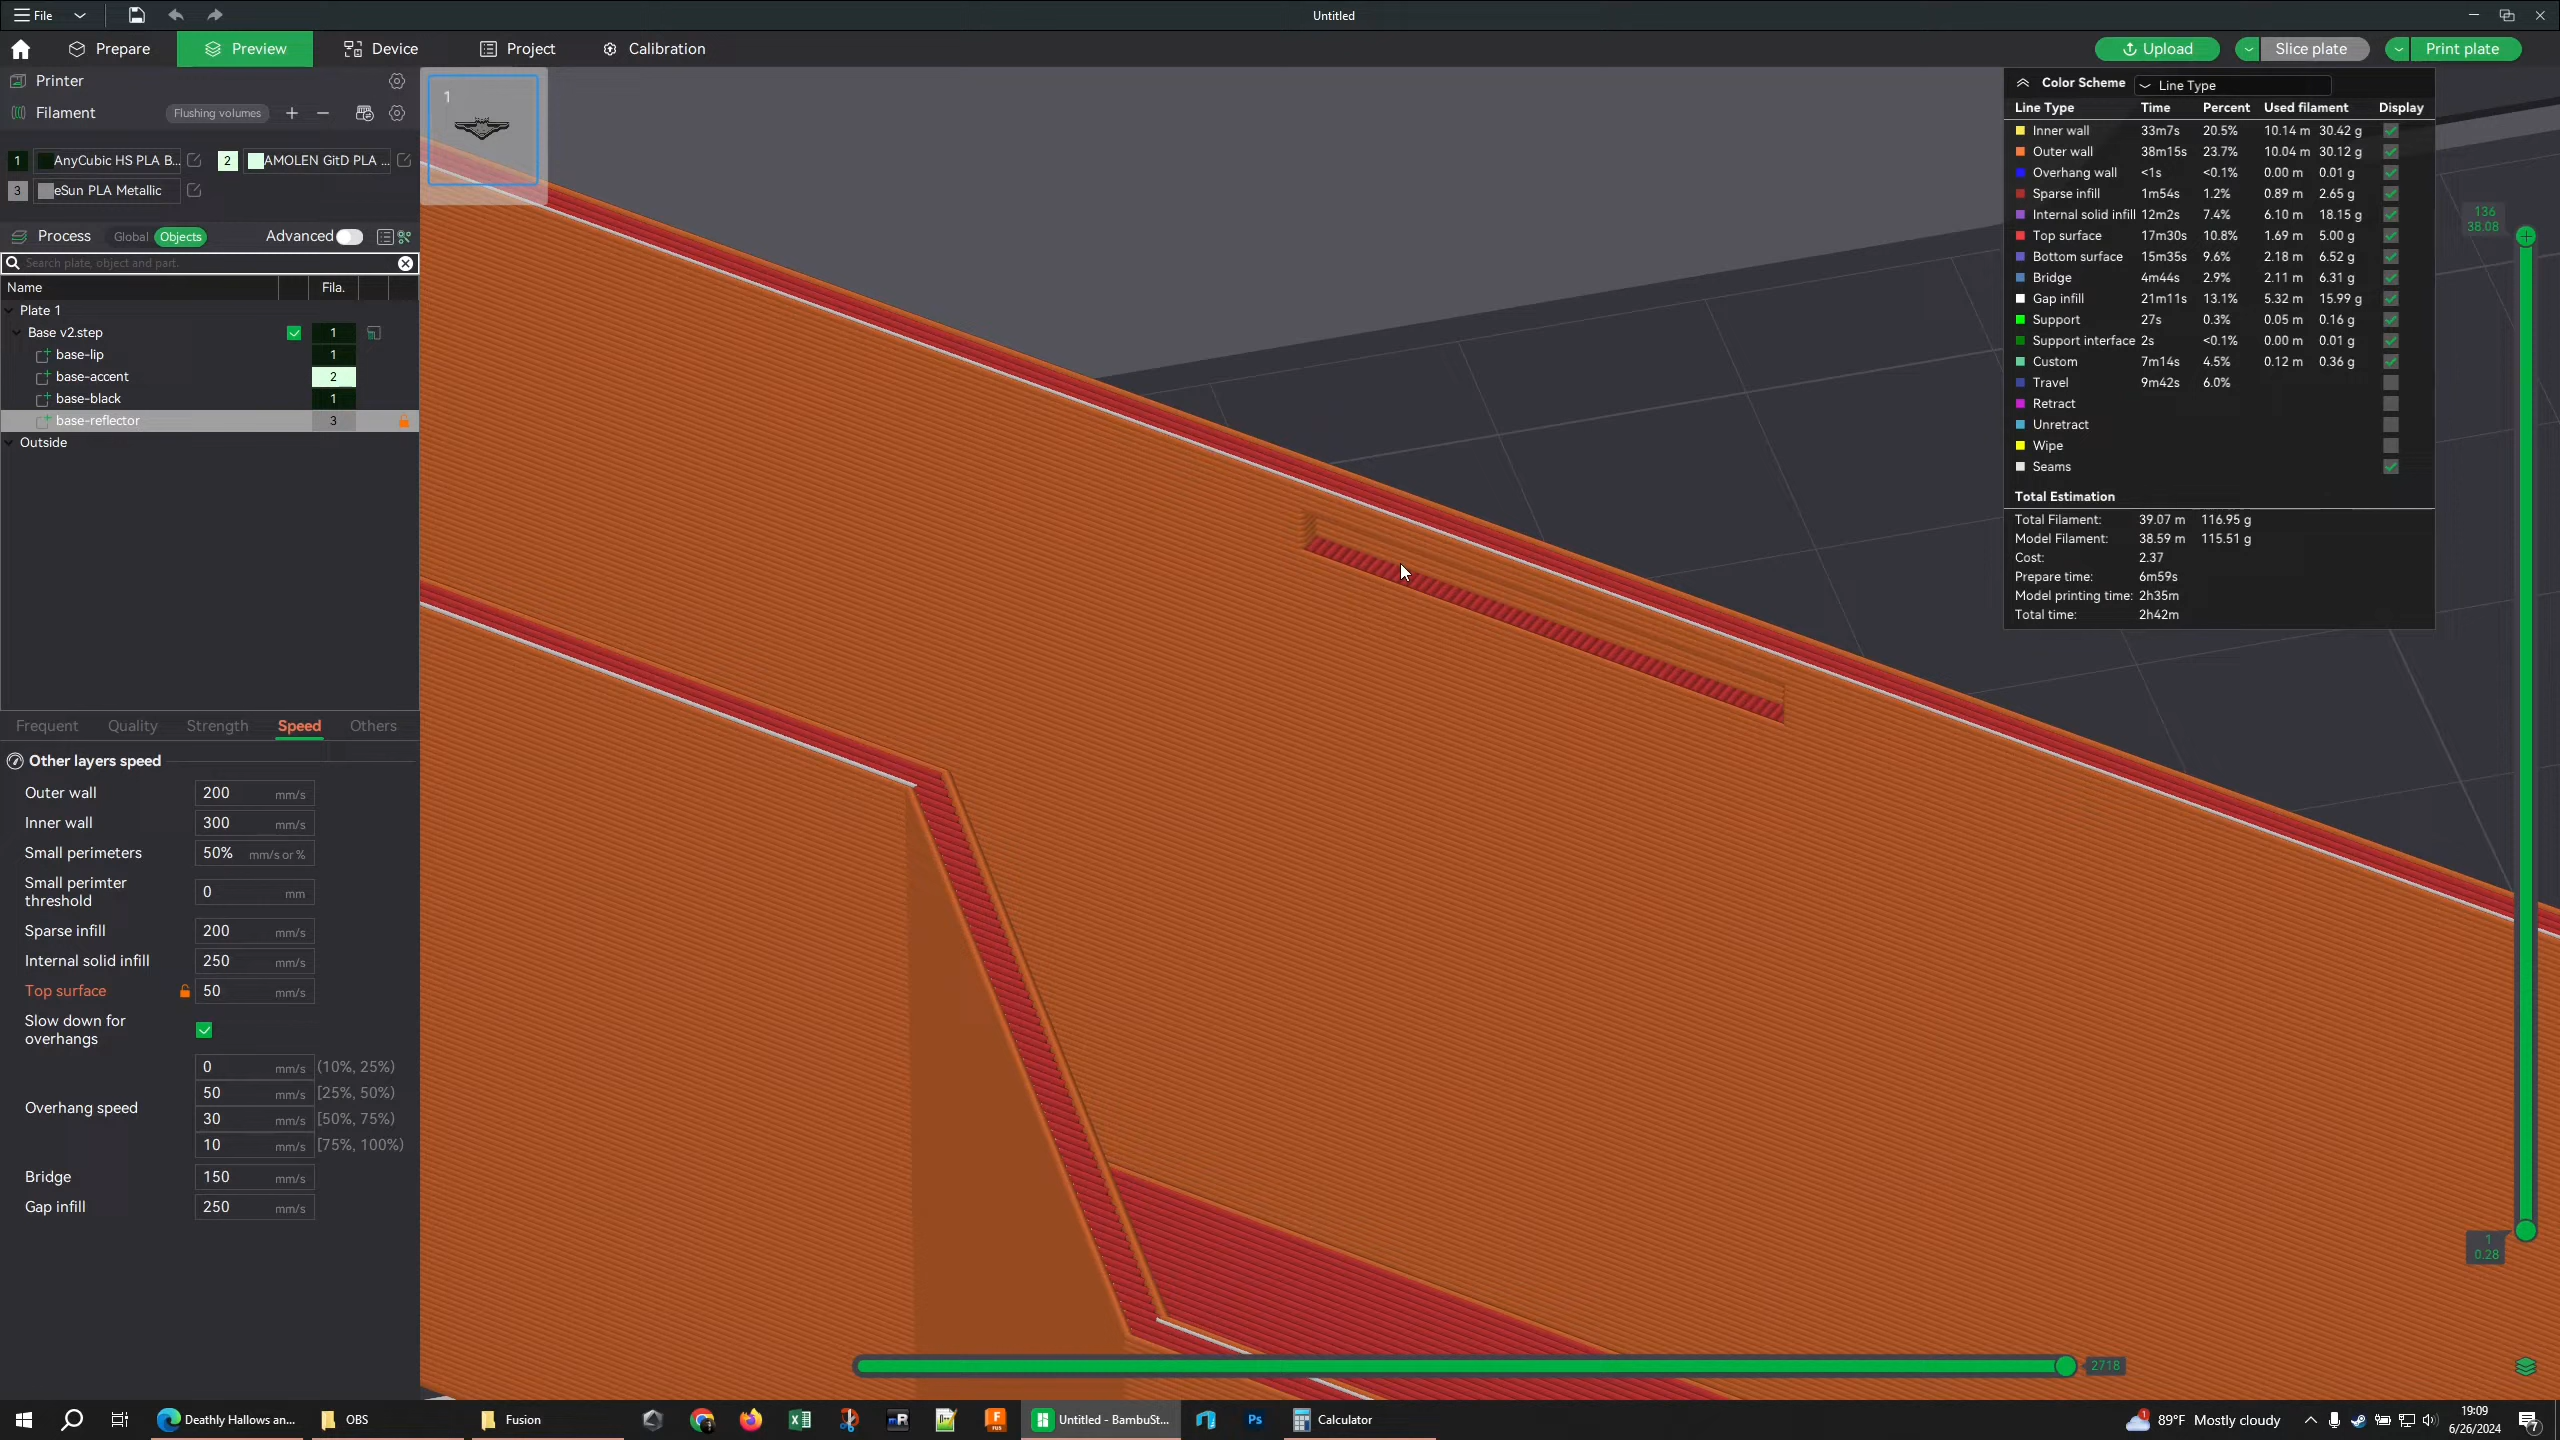 File
Untitled
Prepare
Preview
Device
Project
Calibration
Upload
Slice plate
Print plate
Printer
Filament
Flushing volumes
1 AnyCubic HS PLA B... 2 AMOLEN GitD PLA ...
3 eSun PLA Metallic
Process Global Objects Advanced
Search plate, object and part.
Name Fila.
Plate 1
Base v2.step 1
base-lip 1
base-accent 2
base-black 1
base-reflector 3
Outside
Frequent Quality Strength Speed Others
Other layers speed
Outer wall 200 mm/s
Inner wall 300 mm/s
Small perimeters 50% mm/s or %
Small perimter threshold 0 mm
Sparse infill 200 mm/s
Internal solid infill 250 mm/s
Top surface 50 mm/s
Slow down for overhangs
Overhang speed
0 mm/s (10%, 25%)
50 mm/s [25%, 50%)
30 mm/s [50%, 75%)
10 mm/s [75%, 100%)
Bridge 150 mm/s
Gap infill 250 mm/s
1
Color Scheme Line Type
Line Type Time Percent Used filament Display
Inner wall 33m7s 20.5% 10.14 m 30.42 g
Outer wall 38m15s 23.7% 10.04 m 30.12 g
Overhang wall <1s <0.1% 0.00 m 0.01 g
Sparse infill 1m54s 1.2% 0.89 m 2.65 g
Internal solid infill 12m2s 7.4% 6.10 m 18.15 g
Top surface 17m30s 10.8% 1.69 m 5.00 g
Bottom surface 15m35s 9.6% 2.18 m 6.52 g
Bridge 4m44s 2.9% 2.11 m 6.31 g
Gap infill 21m11s 13.1% 5.32 m 15.99 g
Support 27s 0.3% 0.05 m 0.16 g
Support interface 2s <0.1% 0.00 m 0.01 g
Custom 7m14s 4.5% 0.12 m 0.36 g
Travel 9m42s 6.0%
Retract
Unretract
Wipe
Seams
Total Estimation
Total Filament: 39.07 m 116.95 g
Model Filament: 38.59 m 115.51 g
Cost: 2.37
Prepare time: 6m59s
Model printing time: 2h35m
Total time: 2h42m
136
38.08
1
0.28
2718
Deathly Hallows an...
OBS
Fusion
Untitled - BambuSt...
Ps
Calculator
89°F Mostly cloudy
19:09
6/26/2024